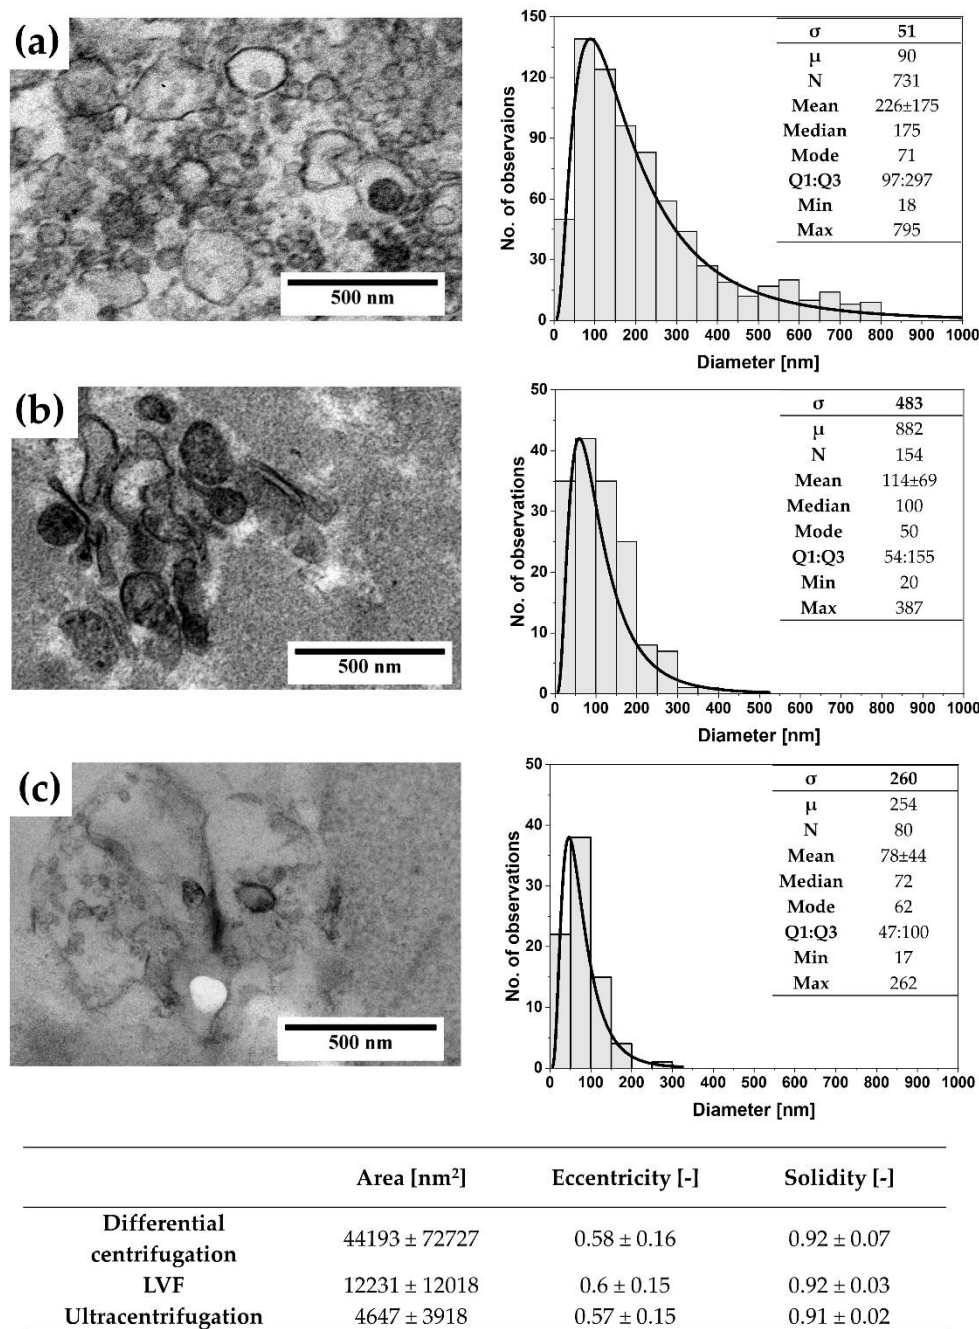 (a)
500 nm
No. of observaions
150
120
90
60
30
0
0 100 200 300 400 500 600 700 800 900 1000
Diameter [nm]
σ 51
μ 90
N 731
Mean 226±175
Median 175
Mode 71
Q1:Q3 97:297
Min 18
Max 795
(b)
500 nm
No. of observations
50
40
30
20
10
0
0 100 200 300 400 500 600 700 800 900 1000
Diameter [nm]
σ 483
μ 882
N 154
Mean 114±69
Median 100
Mode 50
Q1:Q3 54:155
Min 20
Max 387
(c)
500 nm
No. of observations
50
40
30
20
10
0
0 100 200 300 400 500 600 700 800 900 1000
Diameter [nm]
σ 260
μ 254
N 80
Mean 78±44
Median 72
Mode 62
Q1:Q3 47:100
Min 17
Max 262
Area [nm²] Eccentricity [-] Solidity [-]
Differential
centrifugation 44193 ± 72727 0.58 ± 0.16 0.92 ± 0.07
LVF 12231 ± 12018 0.6 ± 0.15 0.92 ± 0.03
Ultracentrifugation 4647 ± 3918 0.57 ± 0.15 0.91 ± 0.02